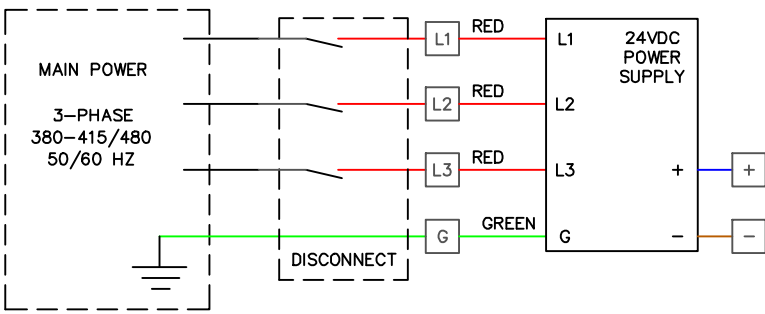 MAIN POWER
3-PHASE
380-415/480
50/60 HZ
DISCONNECT
L1
RED
L1
L2
RED
L2
L3
RED
L3
G
GREEN
G
24VDC
POWER
SUPPLY
+
+
-
-